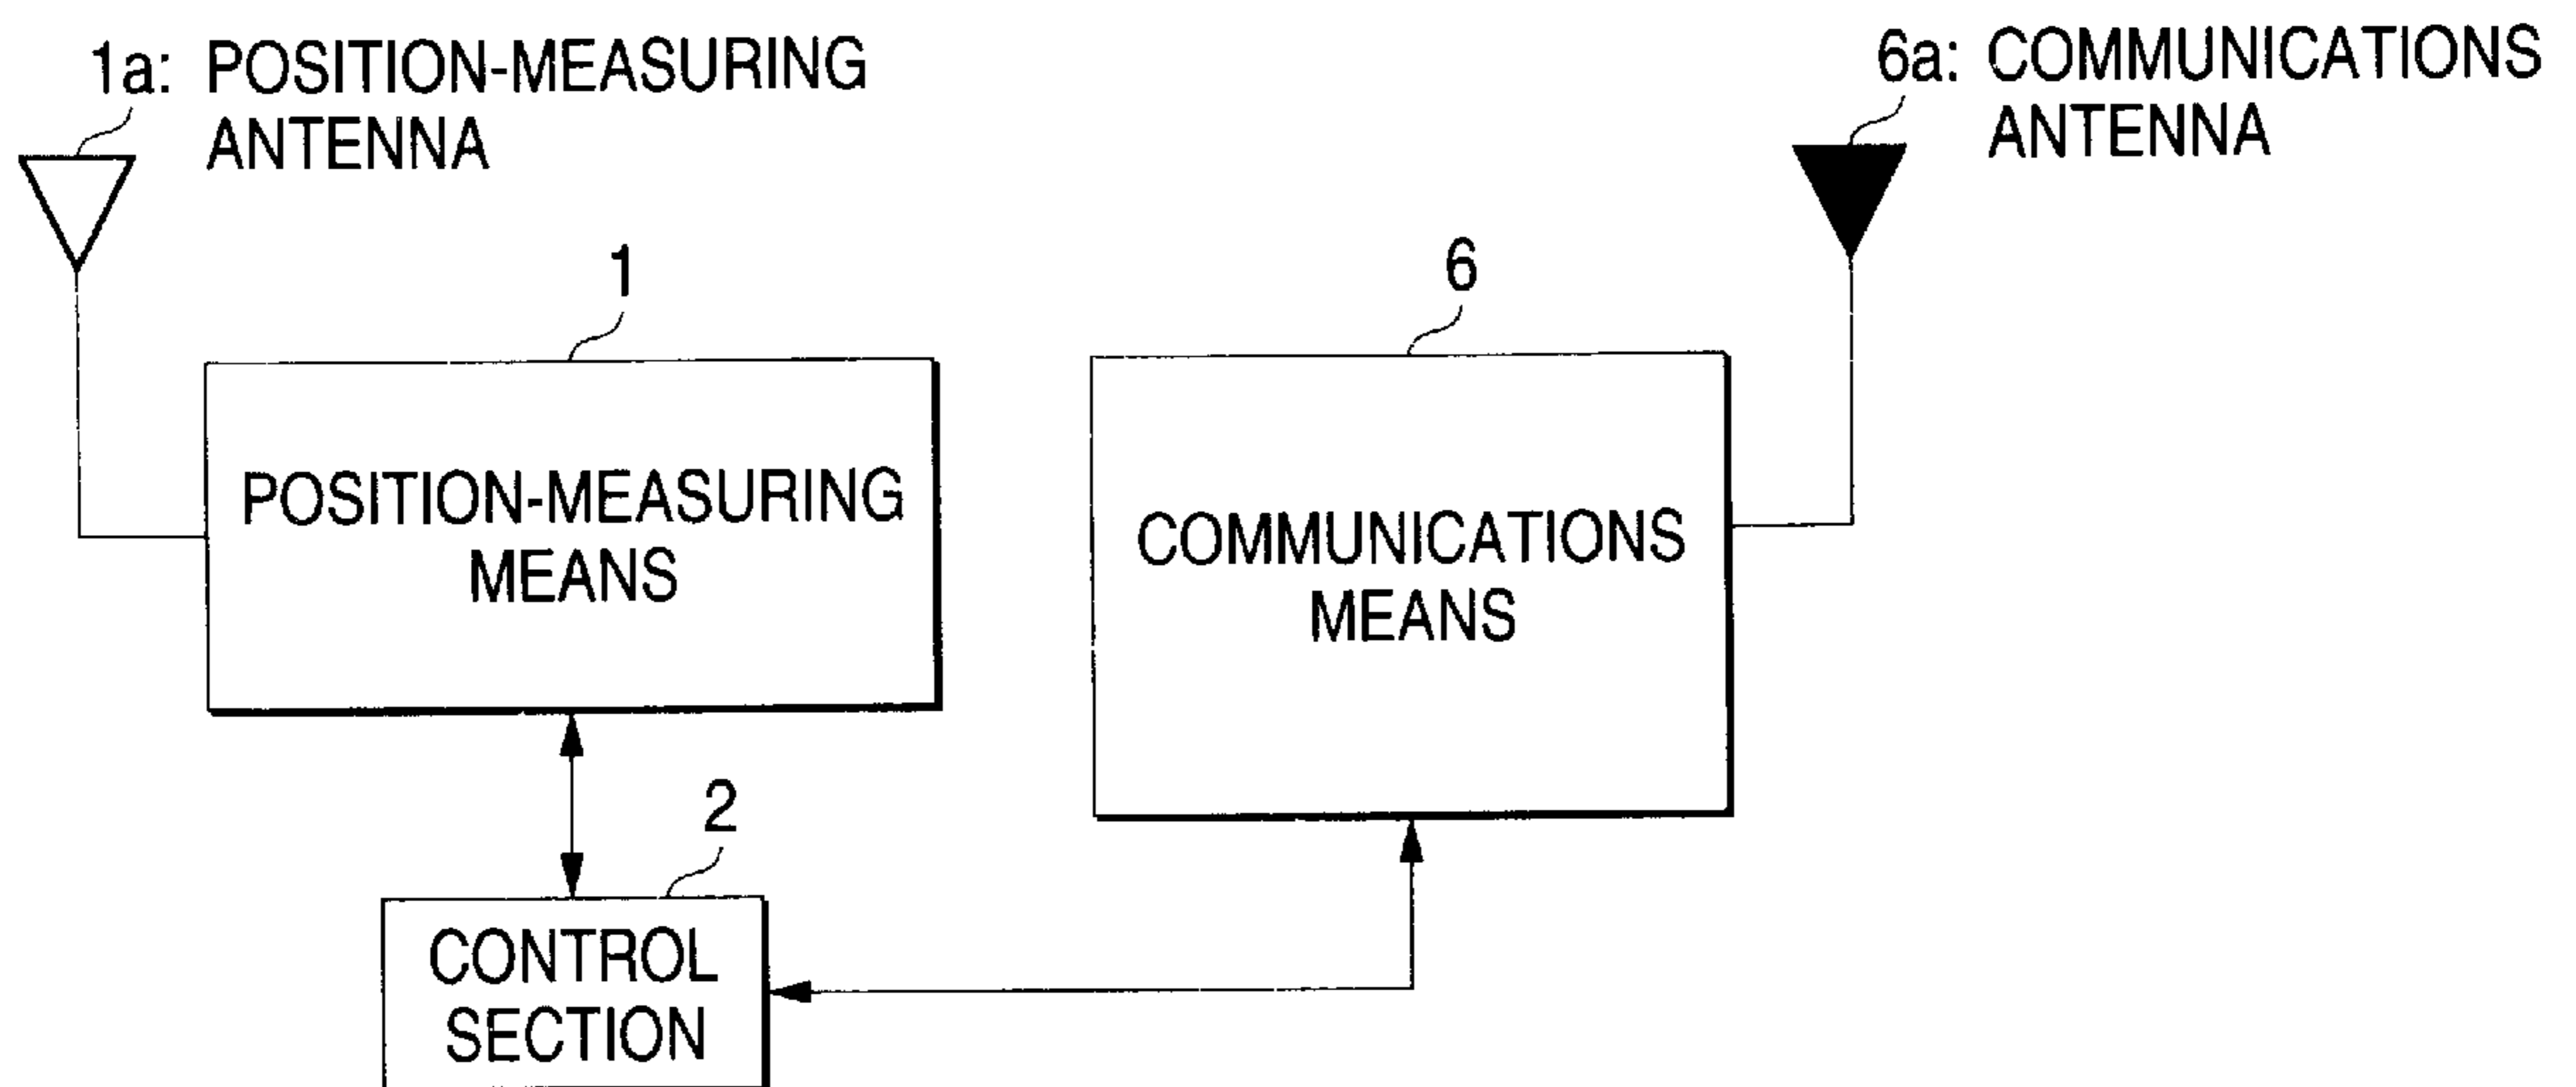 1a: POSITION-MEASURING
ANTENNA
6a: COMMUNICATIONS
ANTENNA
1
6
POSITION-MEASURING
MEANS
COMMUNICATIONS
MEANS
2
CONTROL
SECTION